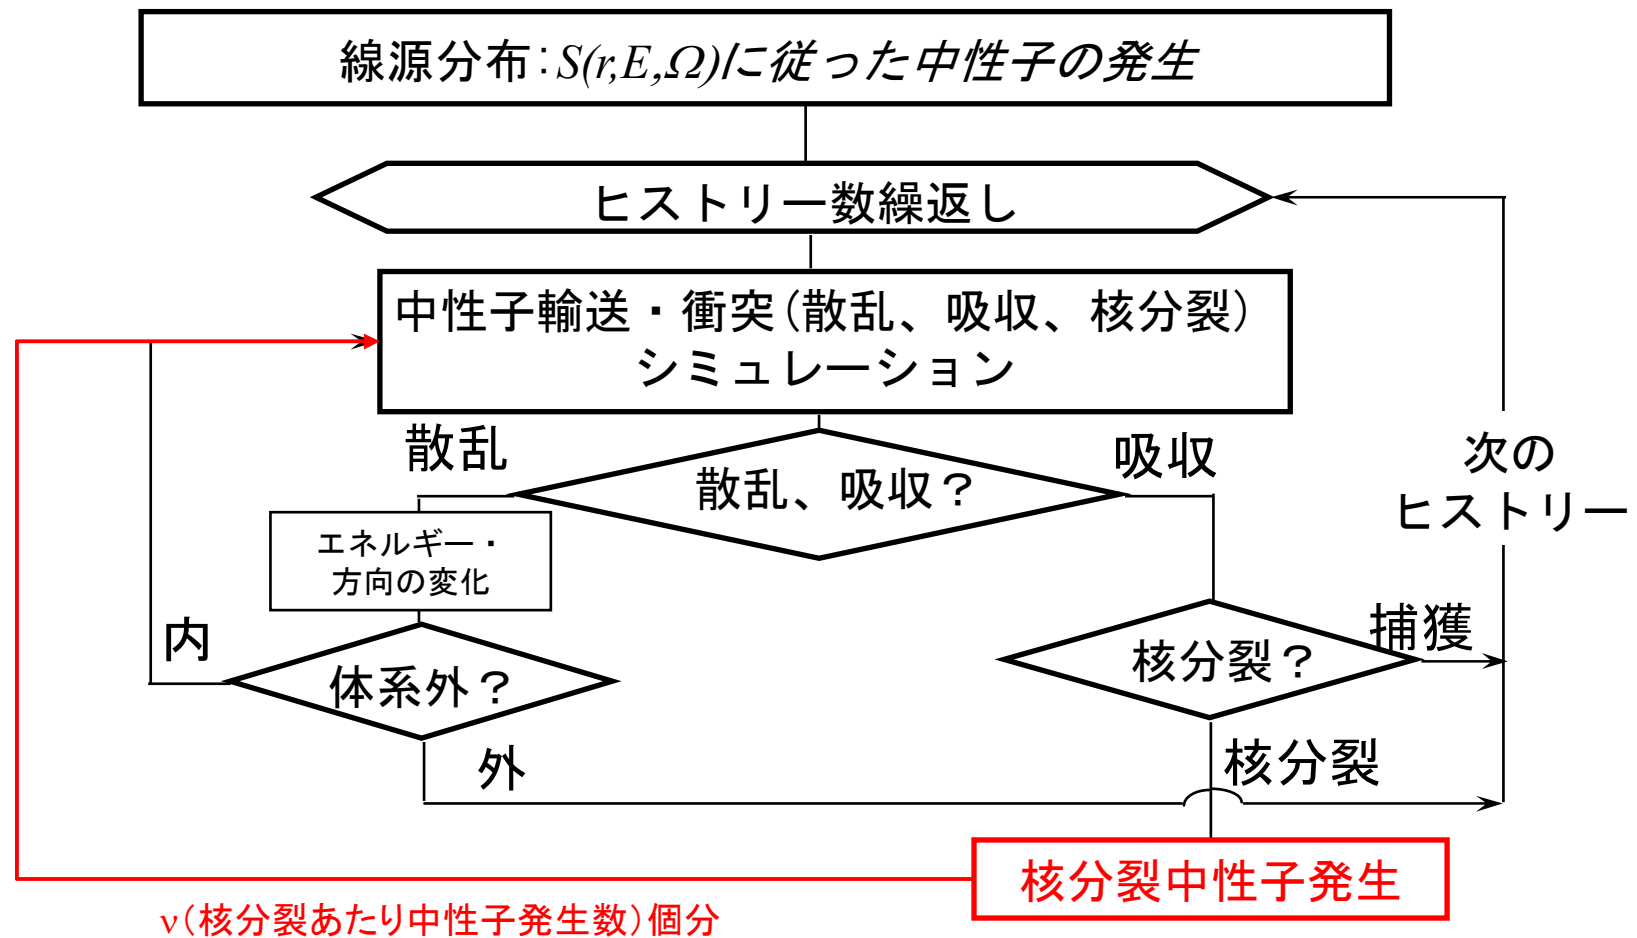 線源分布：S(r,E,Ω)に従った中性子の発生
ヒストリー数繰返し
中性子輸送・衝突（散乱、吸収、核分裂）
シミュレーション
散乱
散乱、吸収？
吸収
次の
ヒストリー
エネルギー・
方向の変化
内
体系外？
核分裂？
捕獲
外
核分裂
核分裂中性子発生
ν（核分裂あたり中性子発生数）個分